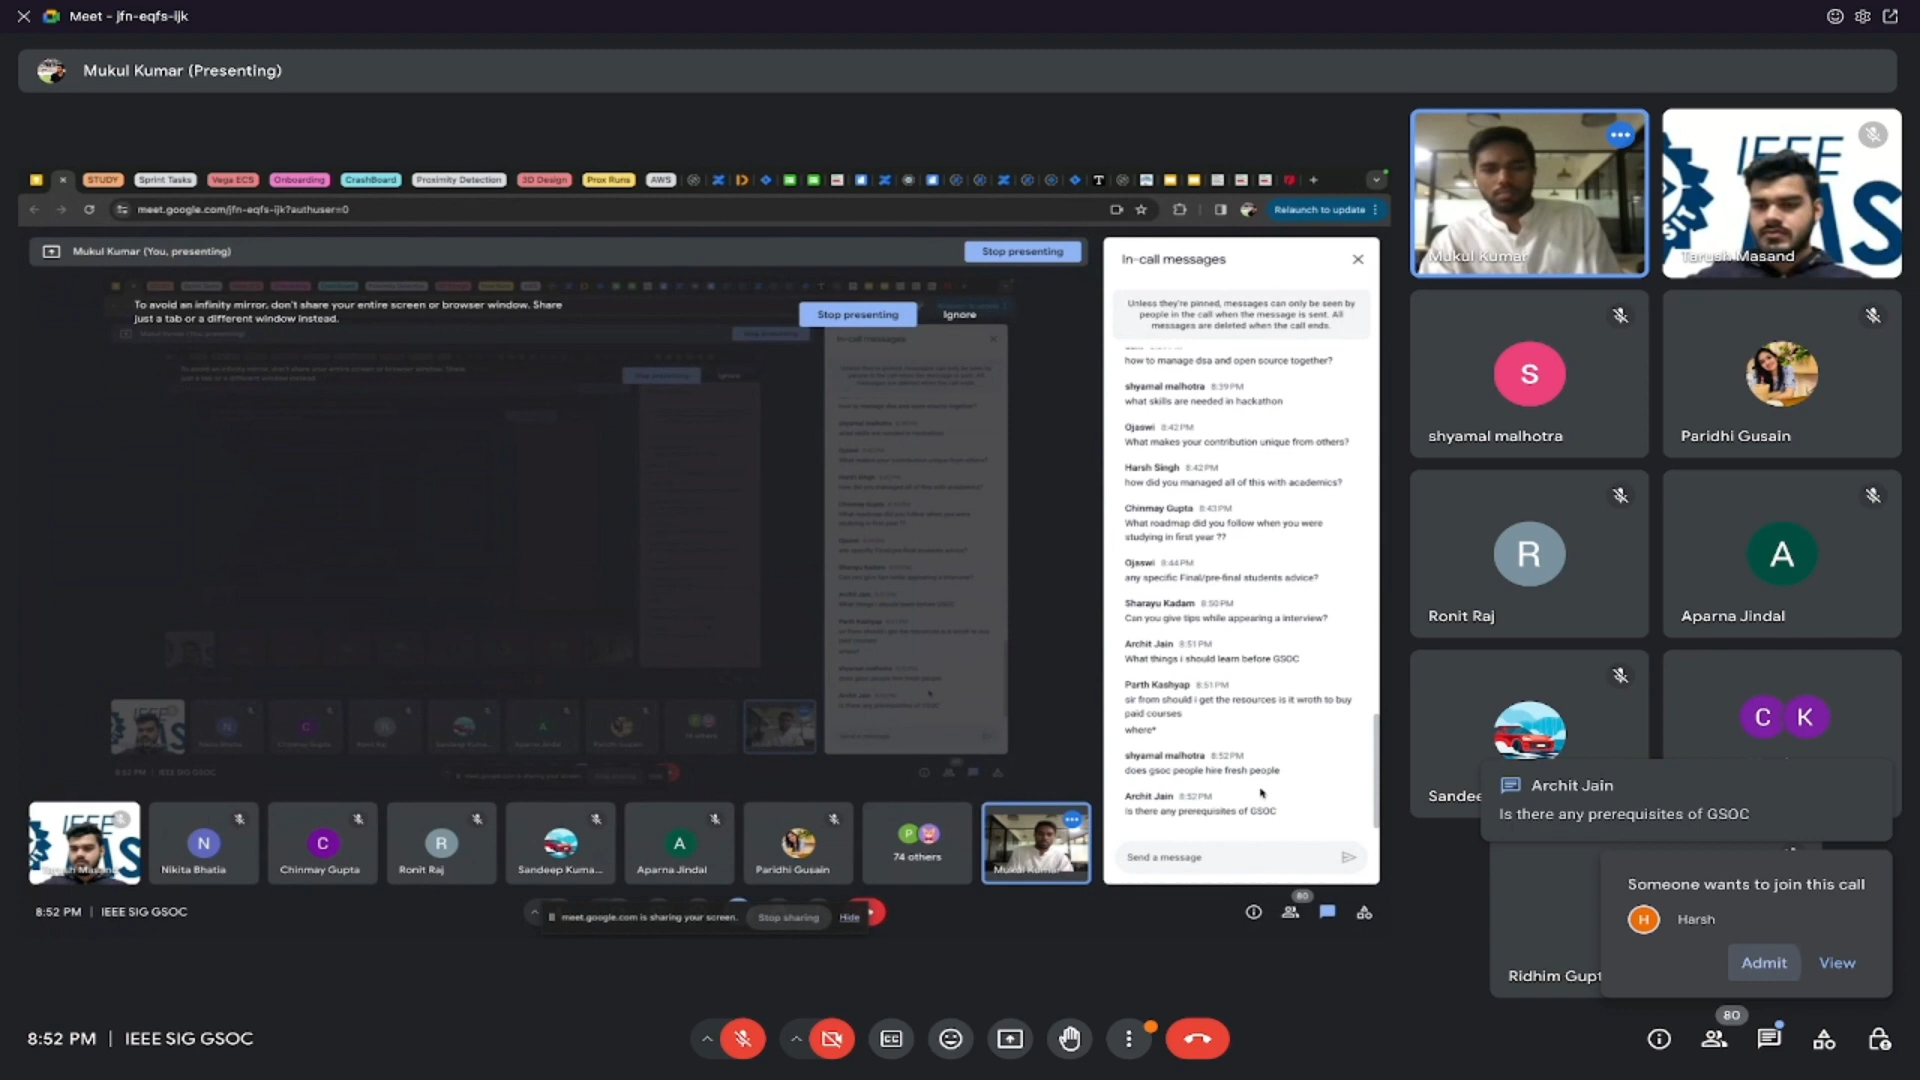 Meet - jfn-eqfs-ijk
Mukul Kumar (Presenting)
STUDY
Sprint Tasks
Vega ECS
Onboarding
CrashBoard
Proximity Detection
3D Design
Prox Runs
AWS
meet.google.com/jfn-eqfs-ijk?authuser=0
Relaunch to update
Mukul Kumar (You, presenting)
Stop presenting
To avoid an infinity mirror, don't share your entire screen or browser window. Share
just a tab or a different window instead.
Stop presenting
Ignore
In-call messages
Unless they're pinned, messages can only be seen by
people in the call when the message is sent. All
messages are deleted when the call ends.
how to manage dsa and open source together?
shyamal malhotra 8:39 PM
what skills are needed in hackathon
Ojaswi 8:42 PM
What makes your contribution unique from others?
Harsh Singh 8:42 PM
how did you managed all of this with academics?
Chinmay Gupta 8:43 PM
What roadmap did you follow when you were
studying in first year ??
Ojaswi 8:44 PM
any specific Final/pre-final students advice?
Sharayu Kadam 8:50 PM
Can you give tips while appearing a interview?
Archit Jain 8:51 PM
What things i should learn before GSOC
Parth Kashyap 8:51 PM
sir from should i get the resources is it wroth to buy
paid courses
where*
shyamal malhotra 8:52 PM
does gsoc people hire fresh people
Archit Jain 8:52 PM
Is there any prerequisites of GSOC
Send a message
Tarush Masand
Nikita Bhatia
Chinmay Gupta
Ronit Raj
Sandeep Kuma...
Aparna Jindal
Paridhi Gusain
74 others
Mukul Kumar
8:52 PM | IEEE SIG GSOC
meet.google.com is sharing your screen.
Stop sharing
Hide
80
Mukul Kumar
IEEE
Tarush Masand
S
shyamal malhotra
Paridhi Gusain
R
Ronit Raj
A
Aparna Jindal
C K
Sandee
Archit Jain
Is there any prerequisites of GSOC
Someone wants to join this call
H Harsh
Admit
View
Ridhim Gupt
8:52 PM | IEEE SIG GSOC
80